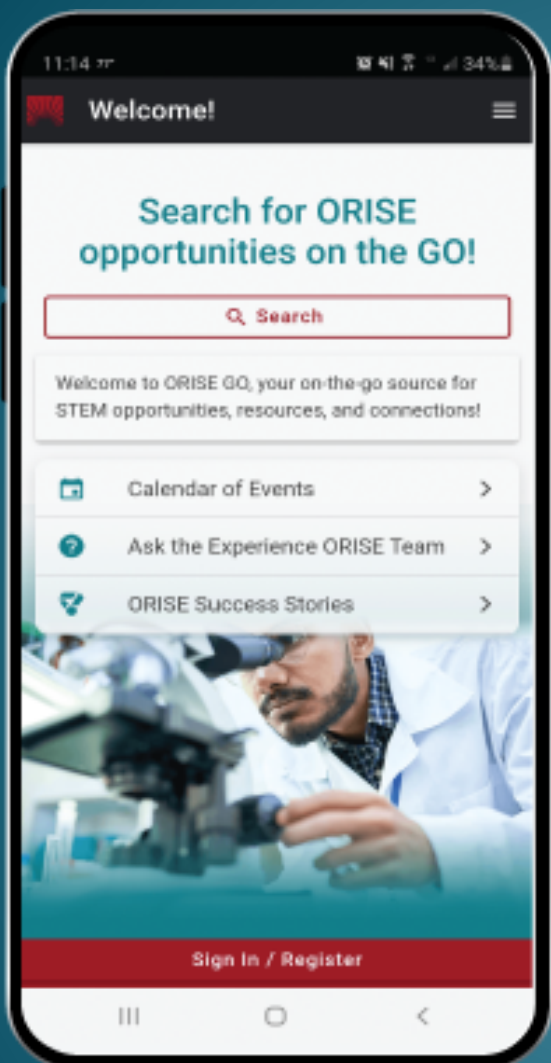 11:14 77°
34%
Welcome!
Search for ORISE
opportunities on the GO!
Search
Welcome to ORISE GO, your on-the-go source for
STEM opportunities, resources, and connections!
Calendar of Events
Ask the Experience ORISE Team
ORISE Success Stories
Sign In / Register